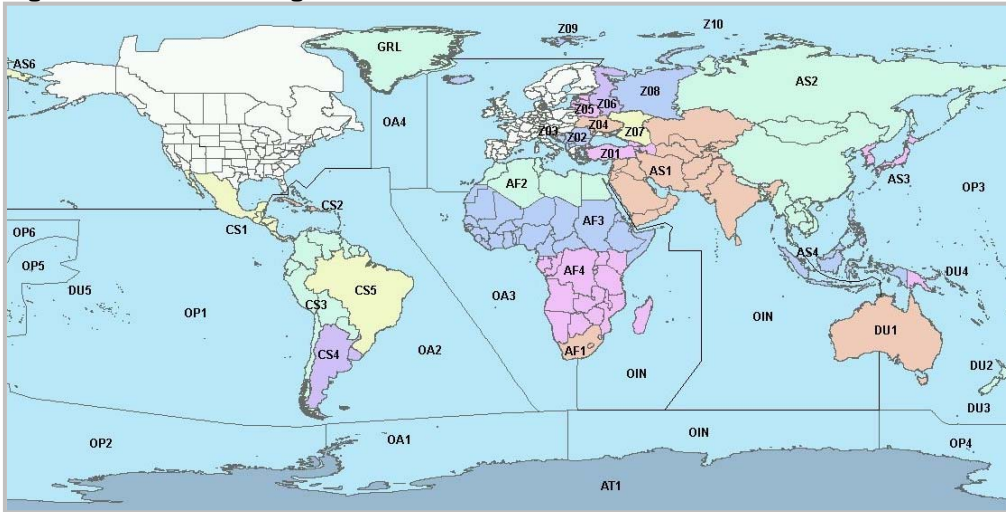 Z10
Z09
GRL
AS6
AS2
Z08
OA4
Z05
Z06
Z04
Z03
Z02
Z07
Z01
AS1
AS3
OP3
AF2
CS2
AF3
CS1
OP6
AS4
OP5
AF4
DU4
DU5
CS5
OA3
CS3
OP1
OIN
DU1
OA2
CS4
AF1
DU2
OIN
DU3
OIN
OP2
OA1
OP4
AT1